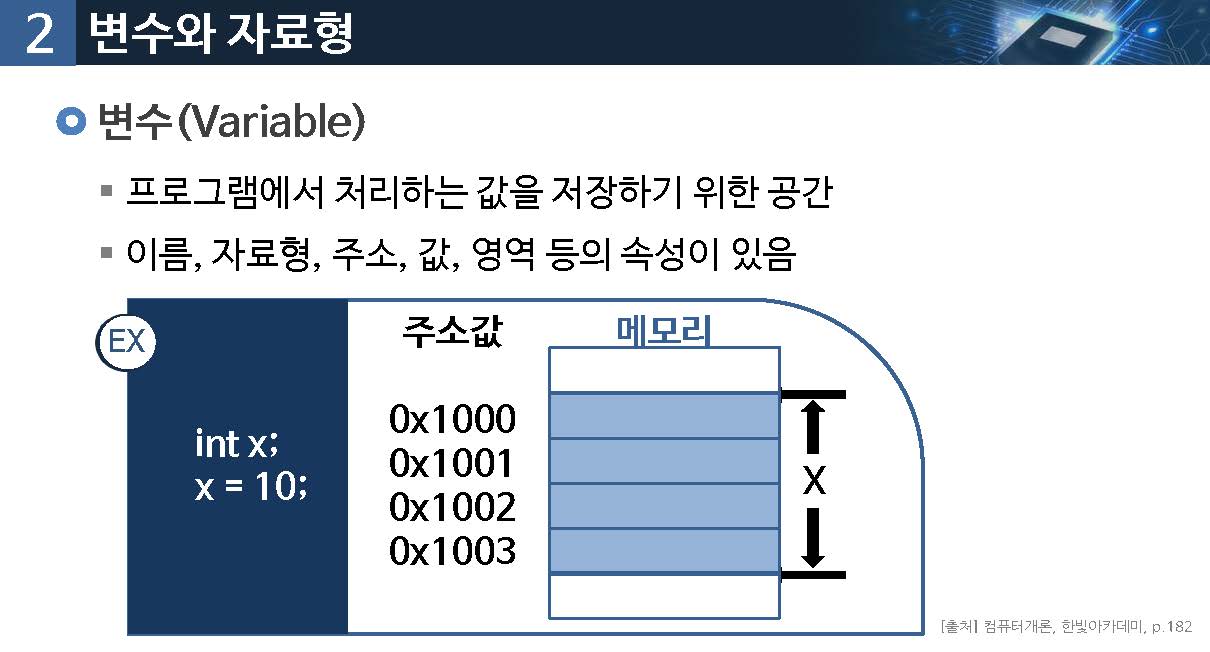 2 변수와 자료형
변수(Variable)
프로그램에서 처리하는 값을 저장하기 위한 공간
이름, 자료형, 주소, 값, 영역 등의 속성이 있음
EX
int x;
x = 10;
주소값
0x1000
0x1001
0x1002
0x1003
메모리
X
[출처] 컴퓨터개론, 한빛아카데미, p.182